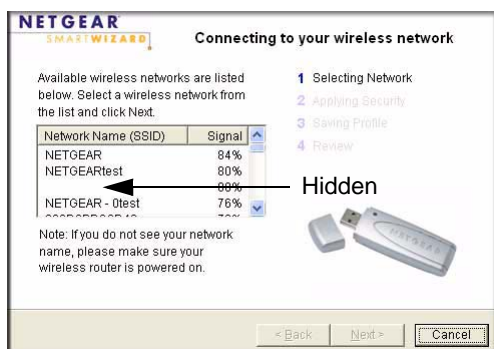 NETGEAR
SMARTWIZARD
Connecting to your wireless network
Available wireless networks are listed
below. Select a wireless network from
the list and click Next.
Network Name (SSID) Signal
NETGEAR 84%
NETGEARtest 80%
80%
NETGEAR - 0test 76%
Note: If you do not see your network
name, please make sure your
wireless router is powered on.
1 Selecting Network
2 Applying Security
3 Saving Profile
4 Review
Hidden
NETGEAR
< Back Next > Cancel